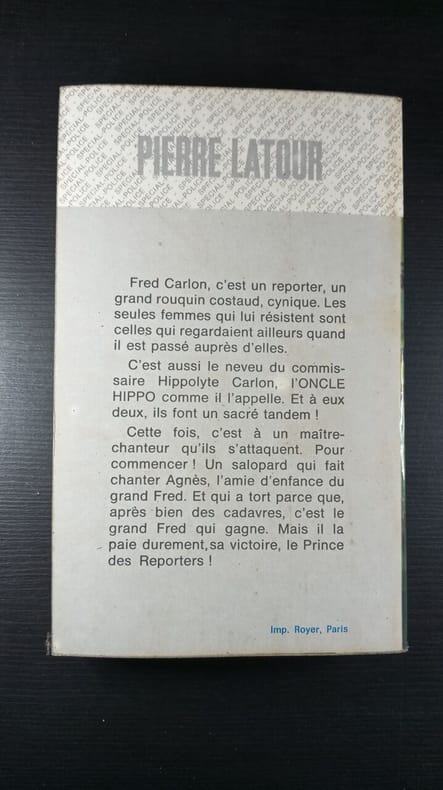 PIERRE LATOUR
Fred Carlon, c'est un reporter, un
grand rouquin costaud, cynique. Les
seules femmes qui lui résistent sont
celles qui regardaient ailleurs quand
il est passé auprès d'elles.
C'est aussi le neveu du commis-
saire Hippolyte Carlon, l'ONCLE
HIPPO comme il l'appelle. Et à eux
deux, ils font un sacré tandem !
Cette fois, c'est à un maître-
chanteur qu'ils s'attaquent. Pour
commencer ! Un salopard qui fait
chanter Agnès, l'amie d'enfance du
grand Fred. Et qui a tort parce que,
après bien des cadavres, c'est le
grand Fred qui gagne. Mais il la
paie durement, sa victoire, le Prince
des Reporters !
Imp. Royer, Paris